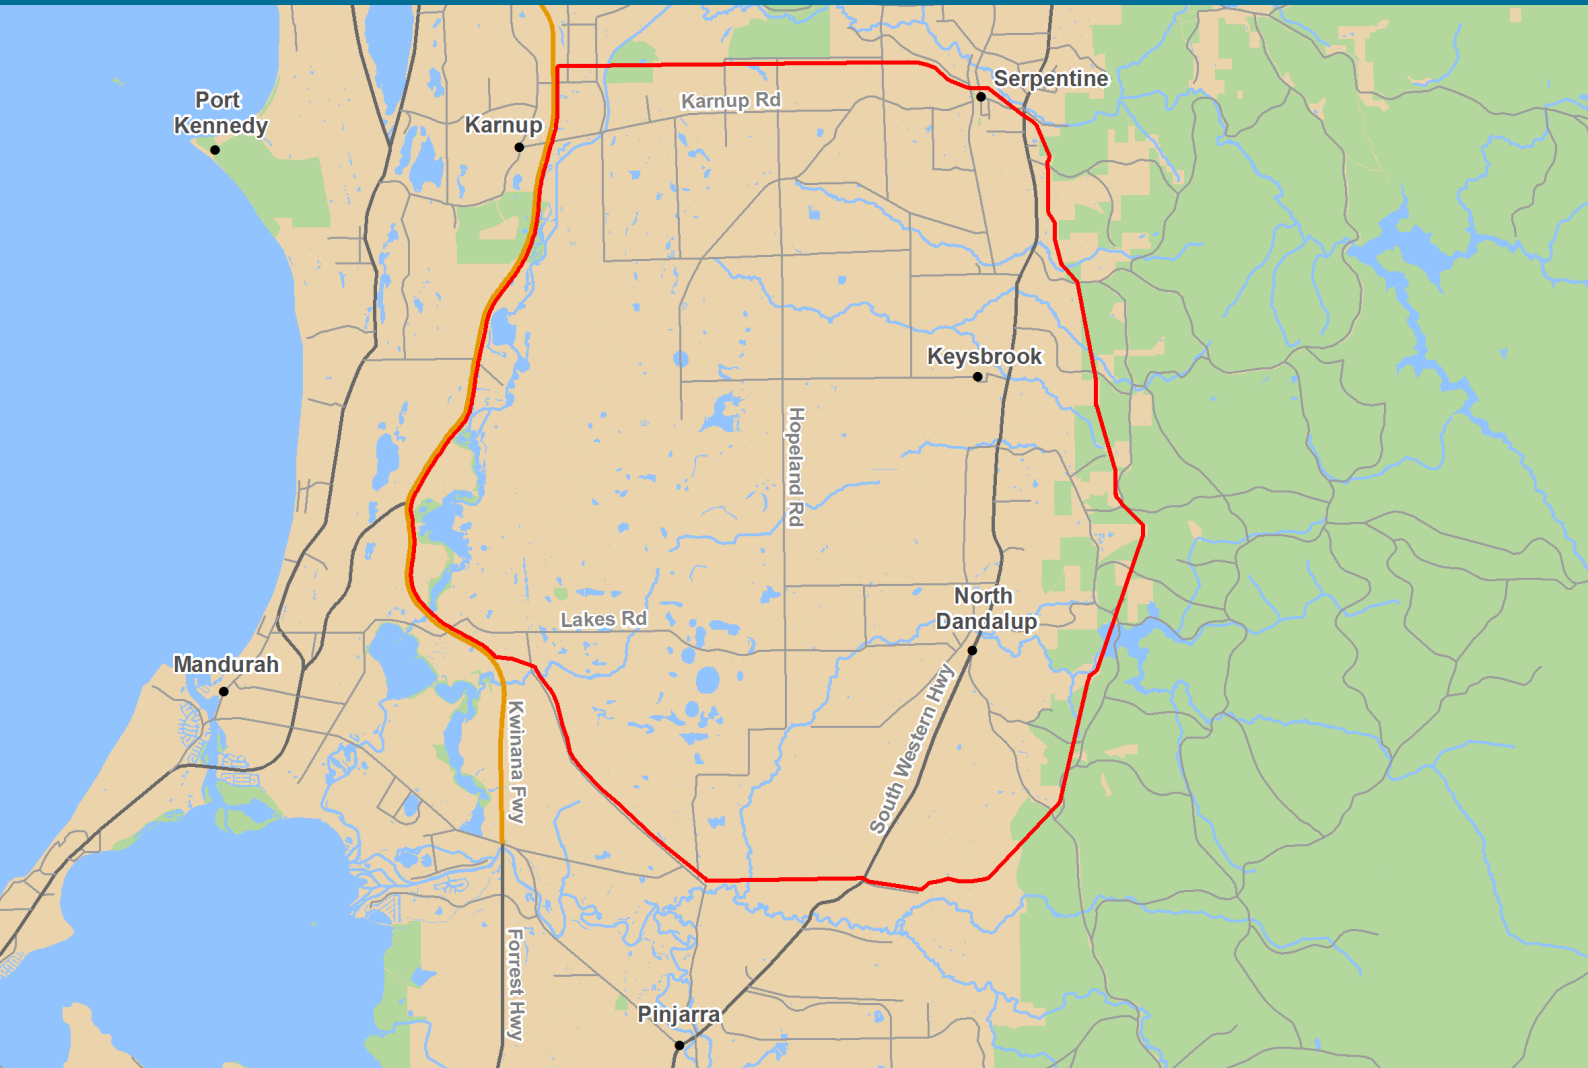 Serpentine
Port
Kennedy
Karnup Rd
Karnup
Keysbrook
Hopeland Rd
North
Dandalup
Lakes Rd
Mandurah
South Western Hwy
Kwinana Fwy
Forrest Hwy
Pinjarra